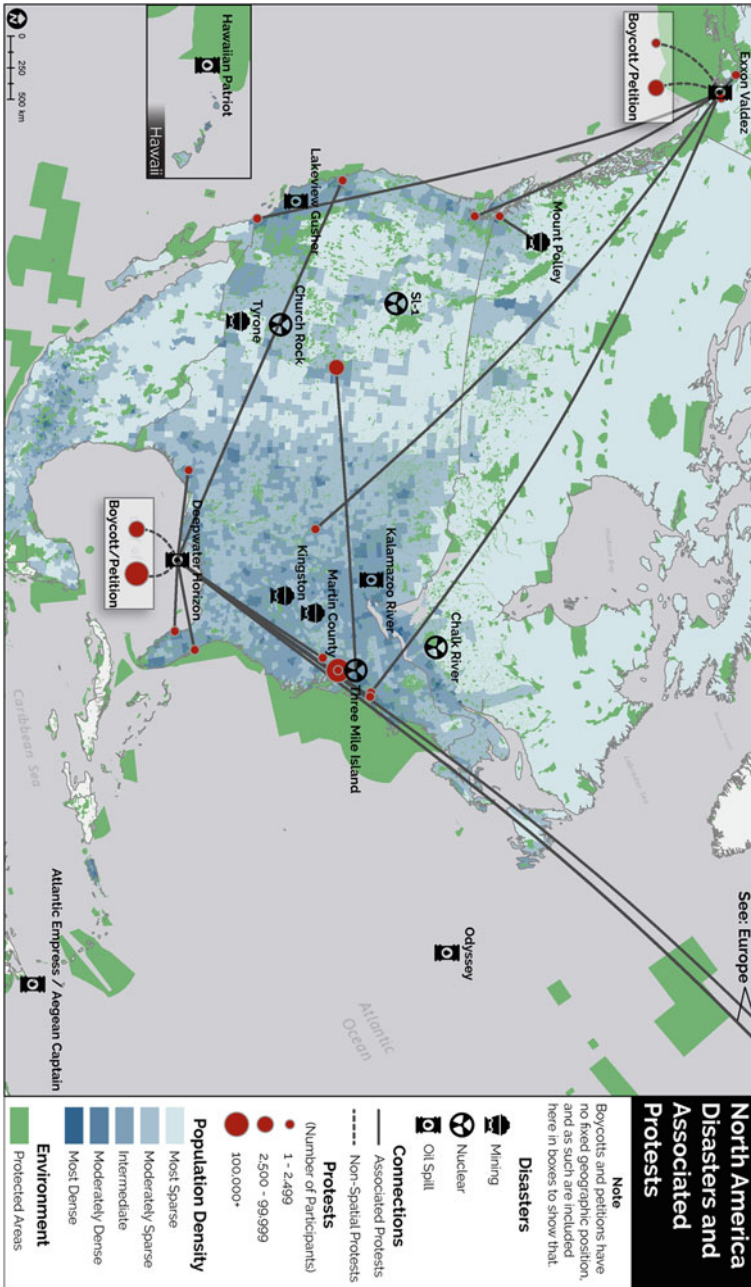 North America
Disasters and
Associated
Protests
Note
Boycotts and petitions have
no fixed geographic position,
and as such are included
here in boxes to show that.
Disasters
Mining
Nuclear
Oil Spill
Connections
Associated Protests
Non-Spatial Protests
Protests
(Number of Participants)
1 - 2,499
2,500 - 99,999
100,000+
Population Density
Most Sparse
Moderately Sparse
Intermediate
Moderately Dense
Most Dense
Environment
Protected Areas
See: Europe
Exxon Valdez
Boycott/Petition
Mount Polley
Hudson Bay
Labrador Sea
SL-1
Chalk River
Odyssey
Lakeview Gusher
Church Rock
Tyrone
Kalamazoo River
Martin County
Kingston
Three Mile Island
Atlantic
Ocean
Deepwater Horizon
Boycott/Petition
Hawaiian Patriot
Hawaii
Caribbean Sea
Atlantic Empress / Aegean Captain
N
0 250 500 km